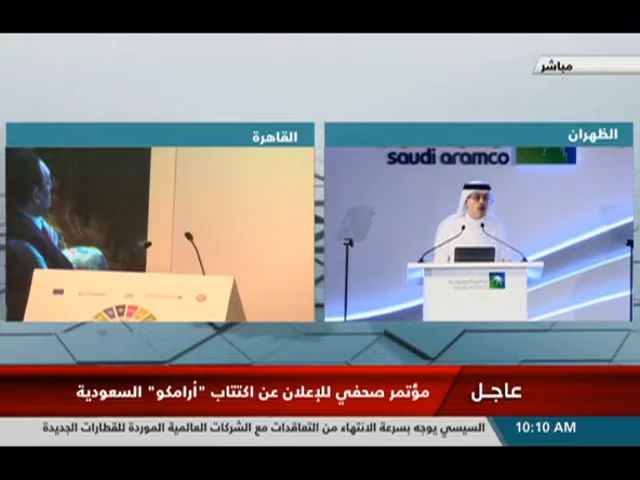 مباشر
الظهران
القاهرة
saudi aramco
عاجل
مؤتمر صحفي للإعلان عن اكتتاب "أرامكو" السعودية
10:10 AM
السيسي يوجه بسرعة الانتهاء من التعاقدات مع الشركات العالمية الموردة للقطارات الجديدة